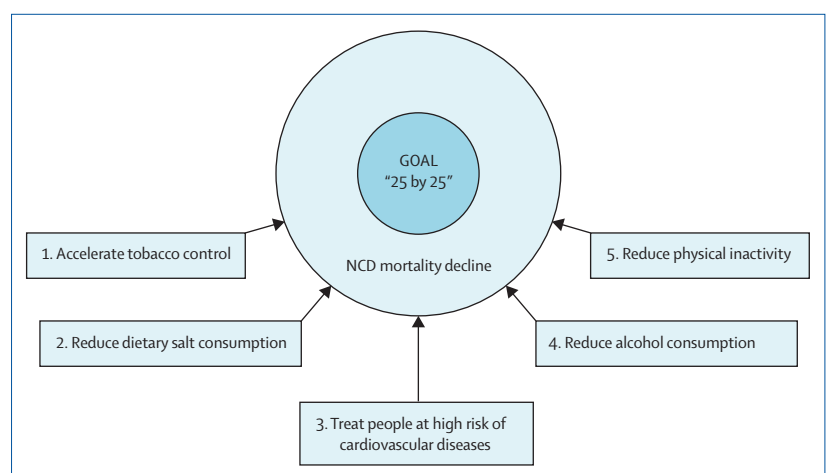 GOAL
“25 by 25”
NCD mortality decline
1. Accelerate tobacco control
2. Reduce dietary salt consumption
3. Treat people at high risk of
cardiovascular diseases
4. Reduce alcohol consumption
5. Reduce physical inactivity